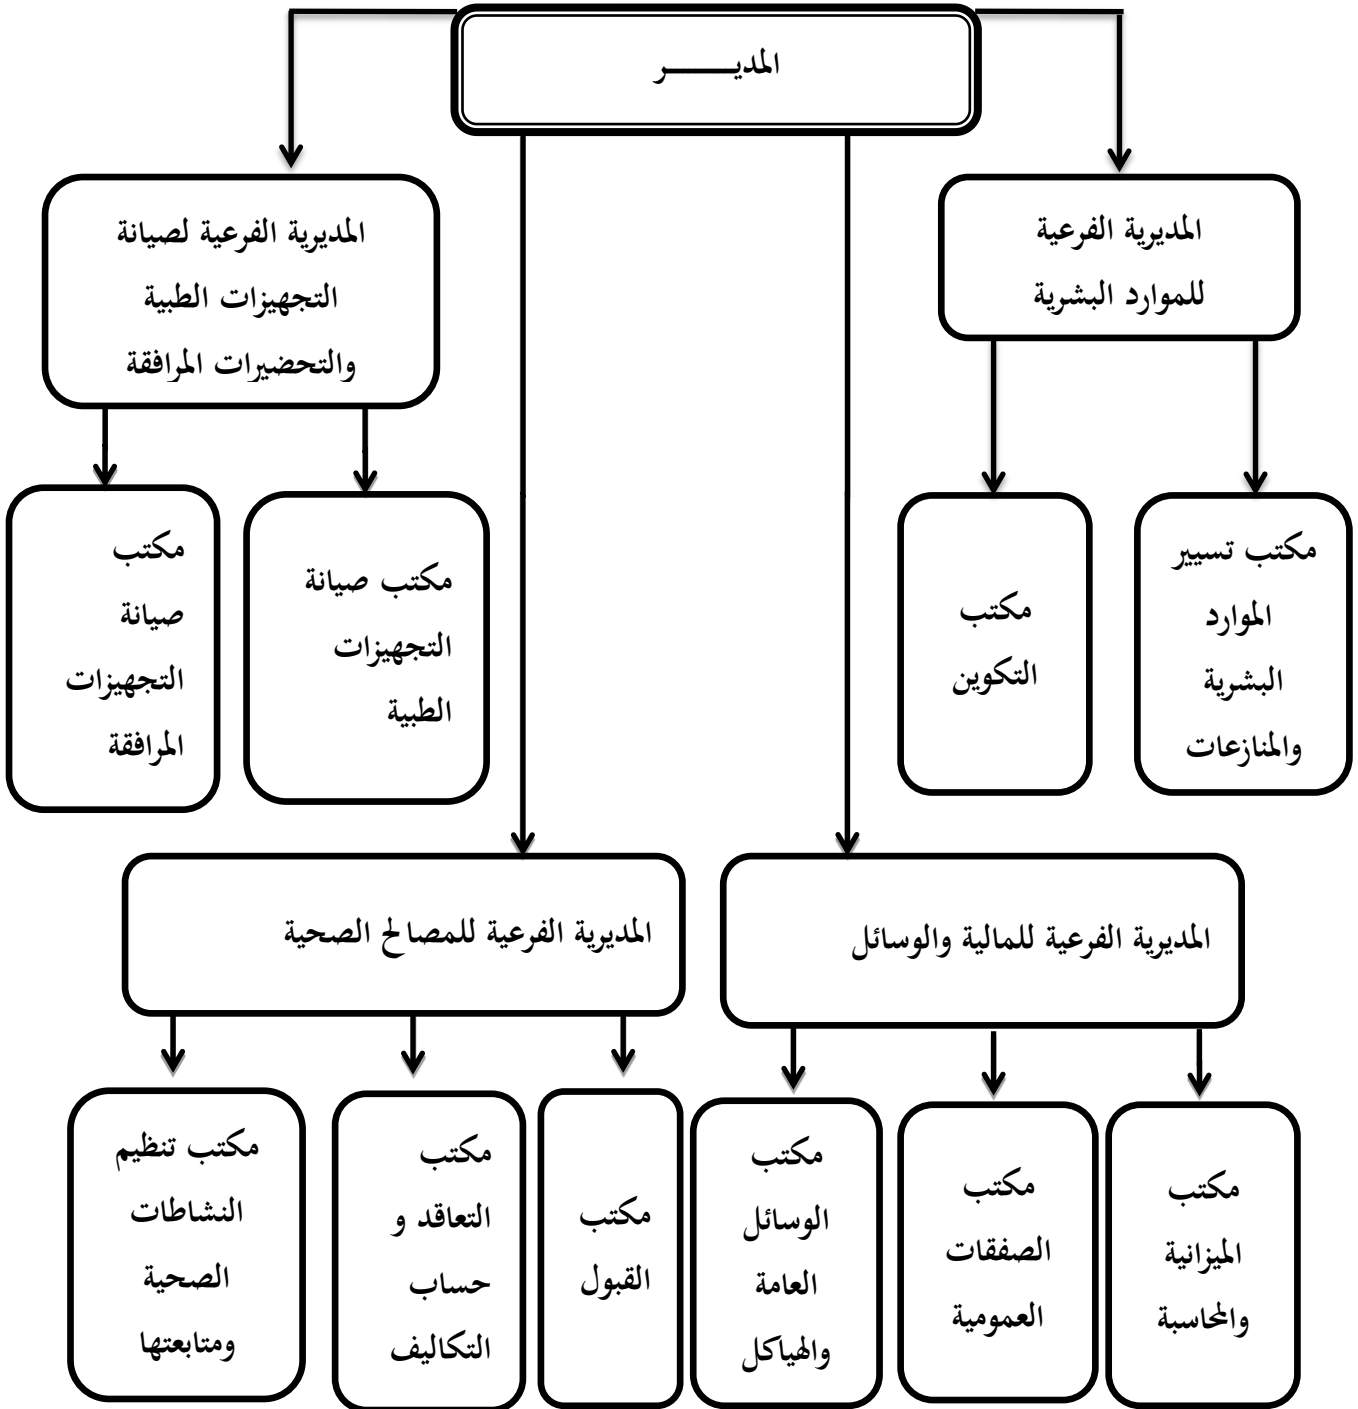 المديـــــــر
المديرية الفرعية
للموارد البشرية
المديرية الفرعية لصيانة
التجهيزات الطبية
والتحضيرات المرافقة
مكتب تسيير
الموارد
البشرية
والمنازعات
مكتب
التكوين
مكتب صيانة
التجهيزات
الطبية
مكتب
صيانة
التجهيزات
المرافقة
المديرية الفرعية للمالية والوسائل
المديرية الفرعية للمصالح الصحية
مكتب
الميزانية
والمحاسبة
مكتب
الصفقات
العمومية
مكتب
الوسائل
العامة
والهياكل
مكتب
القبول
مكتب
التعاقد و
حساب
التكاليف
مكتب تنظيم
النشاطات
الصحية
ومتابعتها